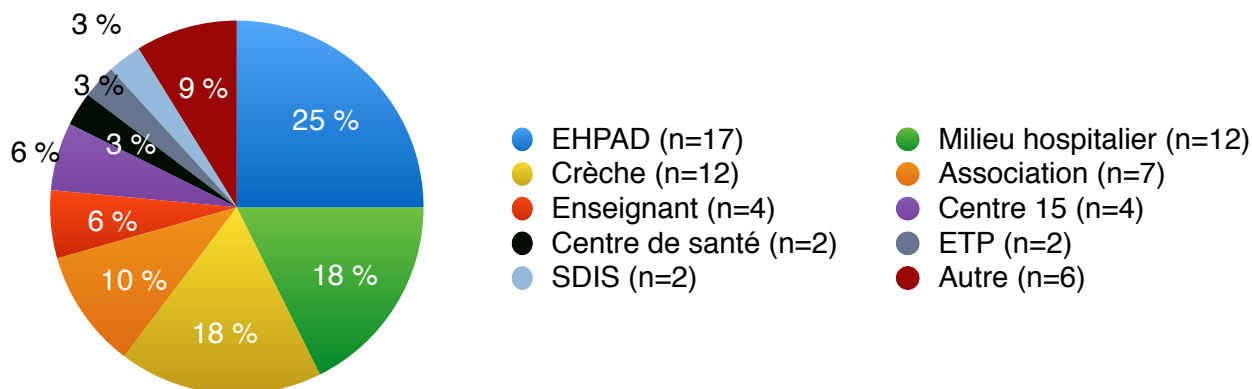 3 %
3 %
9 %
25 %
3 %
6 %
6 %
10 %
18 %
18 %
EHPAD (n=17)
Milieu hospitalier (n=12)
Crèche (n=12)
Association (n=7)
Enseignant (n=4)
Centre 15 (n=4)
Centre de santé (n=2)
ETP (n=2)
SDIS (n=2)
Autre (n=6)